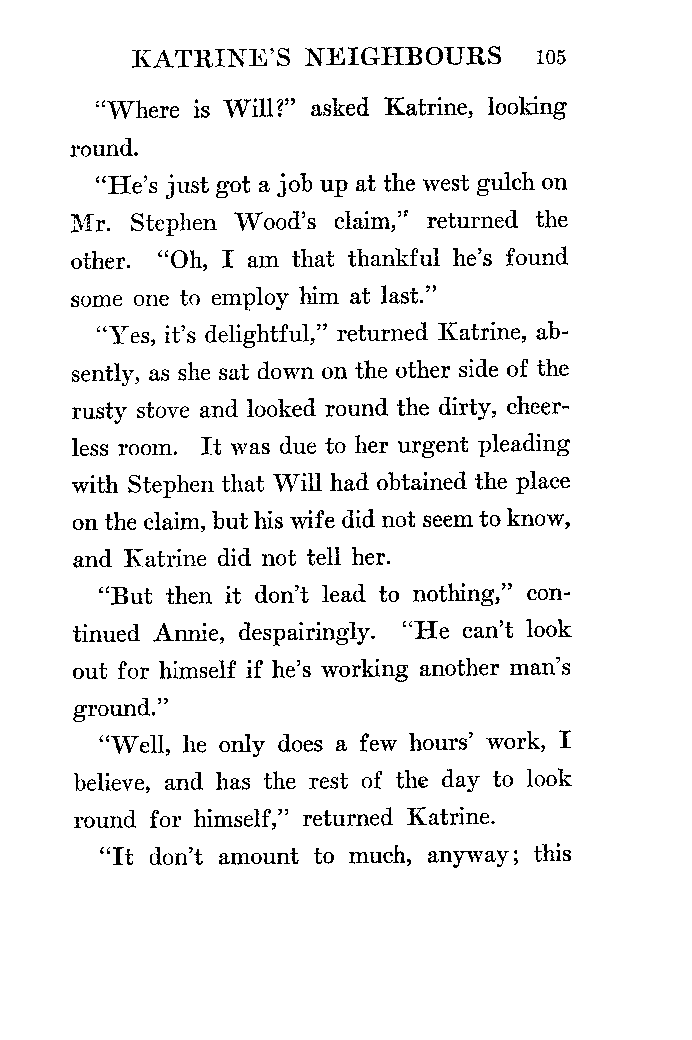 KATRINE'S NEIGHBOURS 105
“Where is Will?” asked Katrine, looking
round.
“He's just got a job up at the west gulch on
Mr. Stephen Wood's claim,” returned the
other. “Oh, I am that thankful he's found
some one to employ him at last.”
“Yes, it's delightful,” returned Katrine, ab-
sently, as she sat down on the other side of the
rusty stove and looked round the dirty, cheer-
less room. It was due to her urgent pleading
with Stephen that Will had obtained the place
on the claim, but his wife did not seem to know,
and Katrine did not tell her.
“But then it don't lead to nothing,” con-
tinued Annie, despairingly. “He can't look
out for himself if he's working another man's
ground.”
“Well, he only does a few hours' work, I
believe, and has the rest of the day to look
round for himself,” returned Katrine.
“It don't amount to much, anyway; this